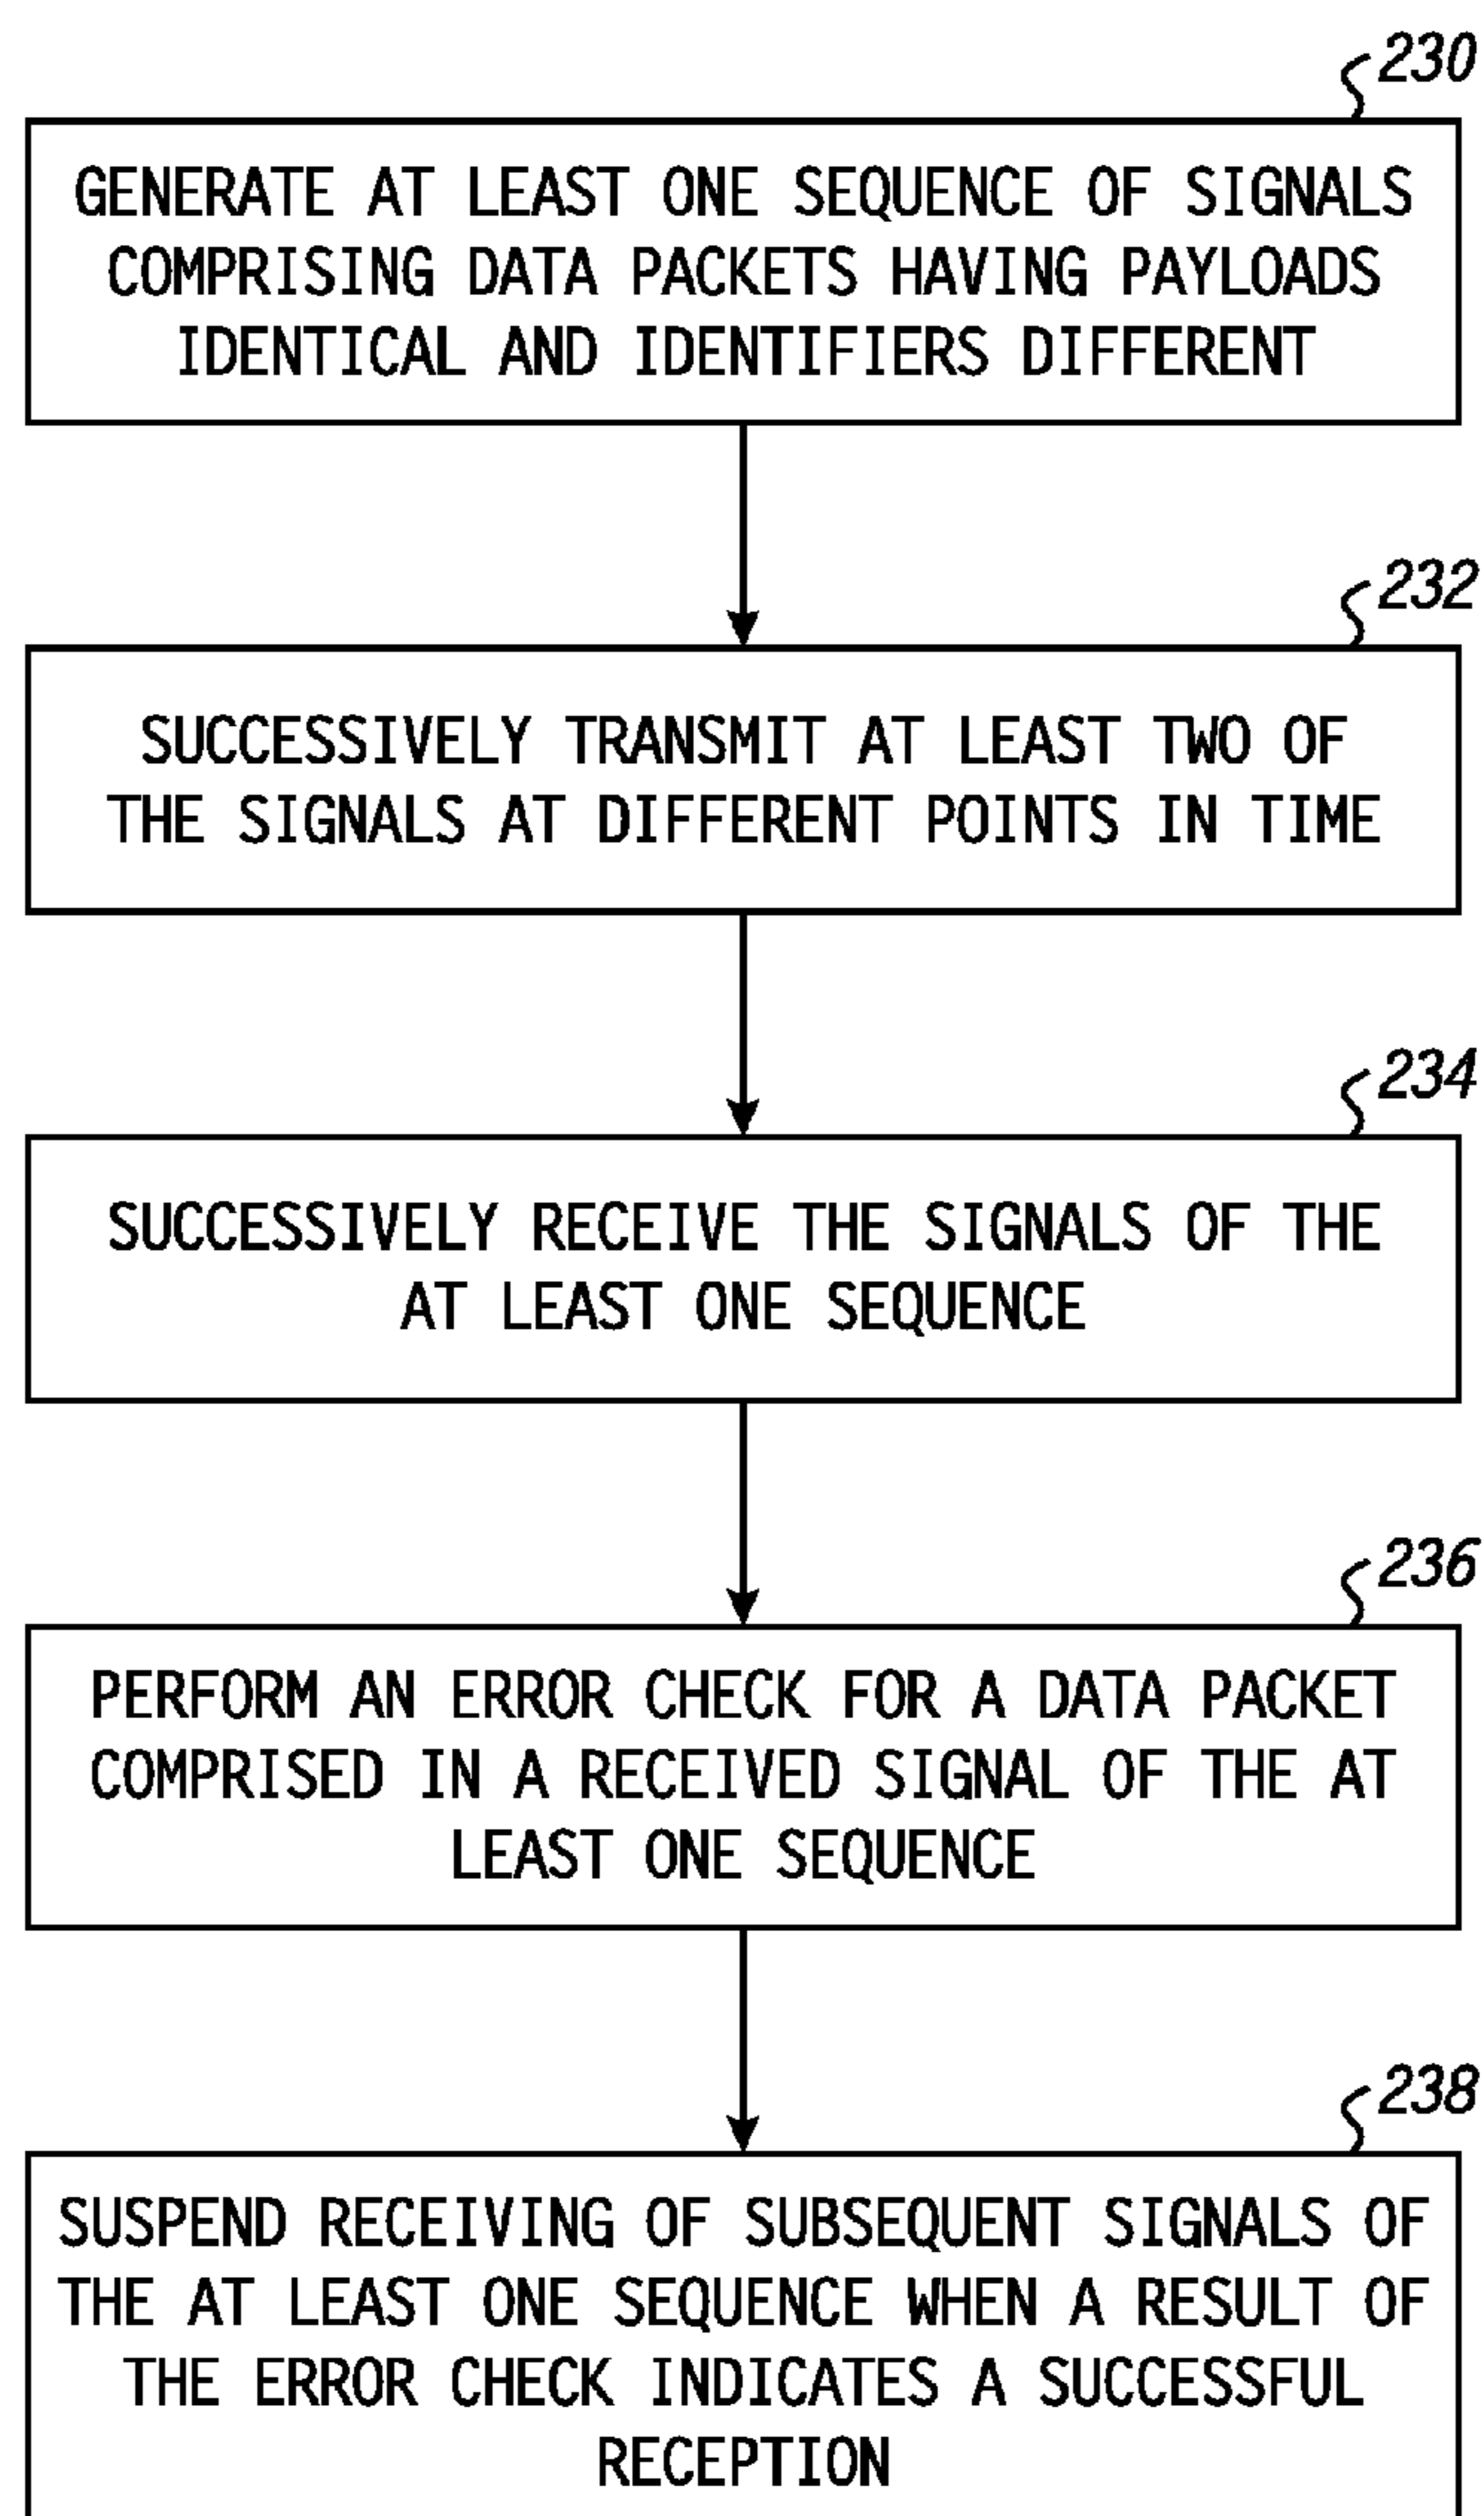 230
GENERATE AT LEAST ONE SEQUENCE OF SIGNALS
COMPRISING DATA PACKETS HAVING PAYLOADS
IDENTICAL AND IDENTIFIERS DIFFERENT
232
SUCCESSIVELY TRANSMIT AT LEAST TWO OF
THE SIGNALS AT DIFFERENT POINTS IN TIME
234
SUCCESSIVELY RECEIVE THE SIGNALS OF THE
AT LEAST ONE SEQUENCE
236
PERFORM AN ERROR CHECK FOR A DATA PACKET
COMPRISED IN A RECEIVED SIGNAL OF THE AT
LEAST ONE SEQUENCE
238
SUSPEND RECEIVING OF SUBSEQUENT SIGNALS OF
THE AT LEAST ONE SEQUENCE WHEN A RESULT OF
THE ERROR CHECK INDICATES A SUCCESSFUL
RECEPTION